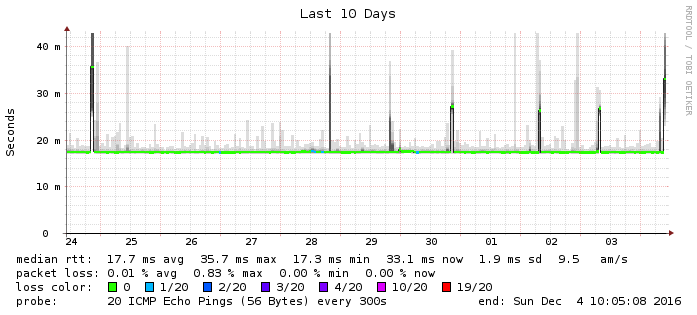 Last 10 Days
RRDTOOL / TOBI OETIKER
Seconds
40 m
30 m
20 m
10 m
0
24 25 26 27 28 29 30 01 02 03
median rtt: 17.7 ms avg 35.7 ms max 17.3 ms min 33.1 ms now 1.9 ms sd 9.5 am/s
packet loss: 0.01 % avg 0.83 % max 0.00 % min 0.00 % now
loss color: 0 1/20 2/20 3/20 4/20 10/20 19/20
probe: 20 ICMP Echo Pings (56 Bytes) every 300s end: Sun Dec 4 10:05:08 2016